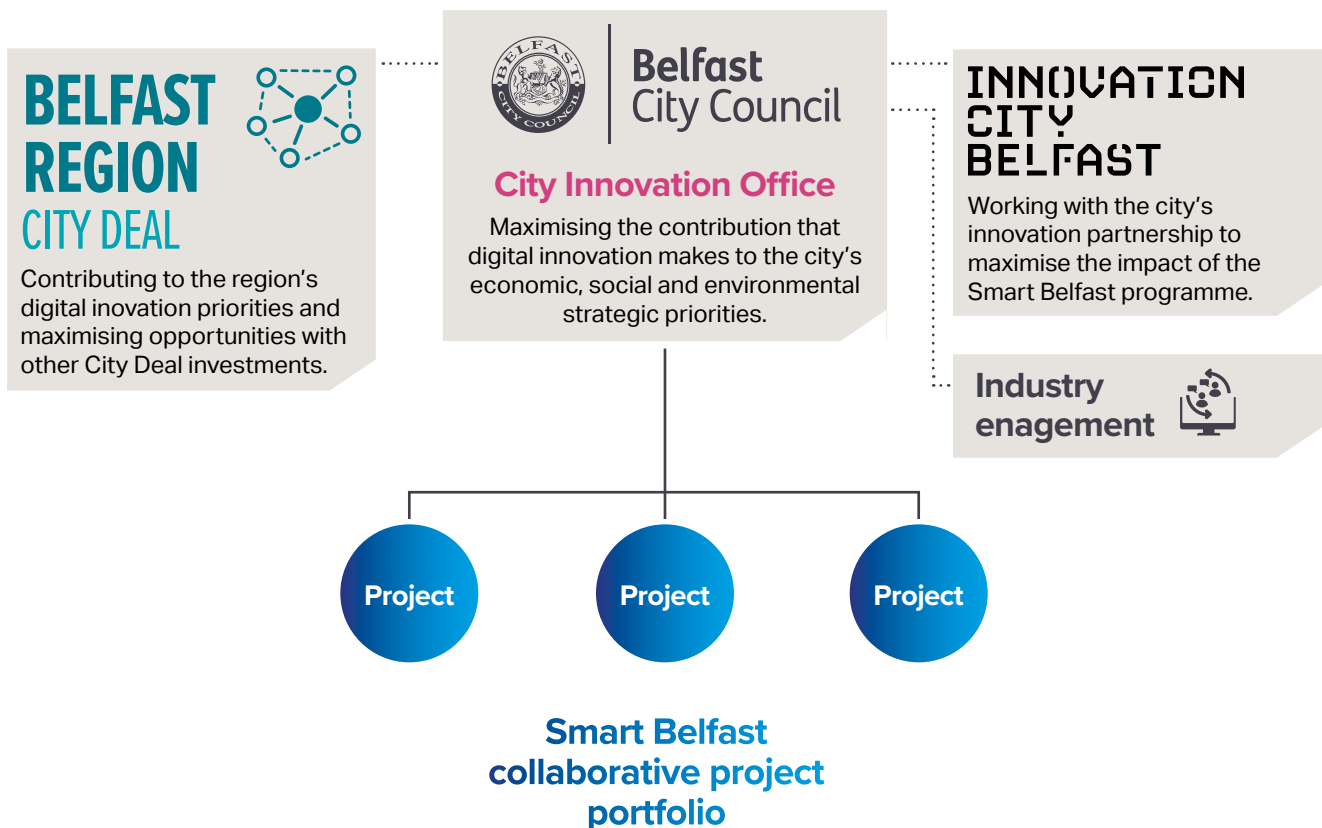 BELFAST
REGION
CITY DEAL
Contributing to the region's
digital inovation priorities and
maximising opportunities with
other City Deal investments.
BELFAST
CITY COUNCIL
Belfast
City Council
City Innovation Office
Maximising the contribution that
digital innovation makes to the city's
economic, social and environmental
strategic priorities.
INNOVATION
CITY
BELFAST
Working with the city's
innovation partnership to
maximise the impact of the
Smart Belfast programme.
Industry
enagement
Project
Project
Project
Smart Belfast
collaborative project
portfolio